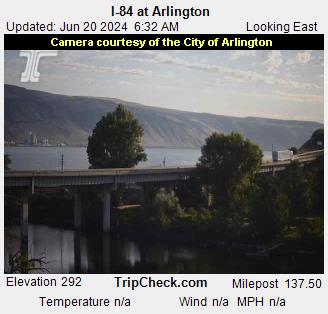 I-84 at Arlington
Updated: Jun 20 2024 6:32 AM Looking East
Camera courtesy of the City of Arlington
Elevation 292 TripCheck.com Milepost 137.50
Temperature n/a Wind n/a MPH n/a